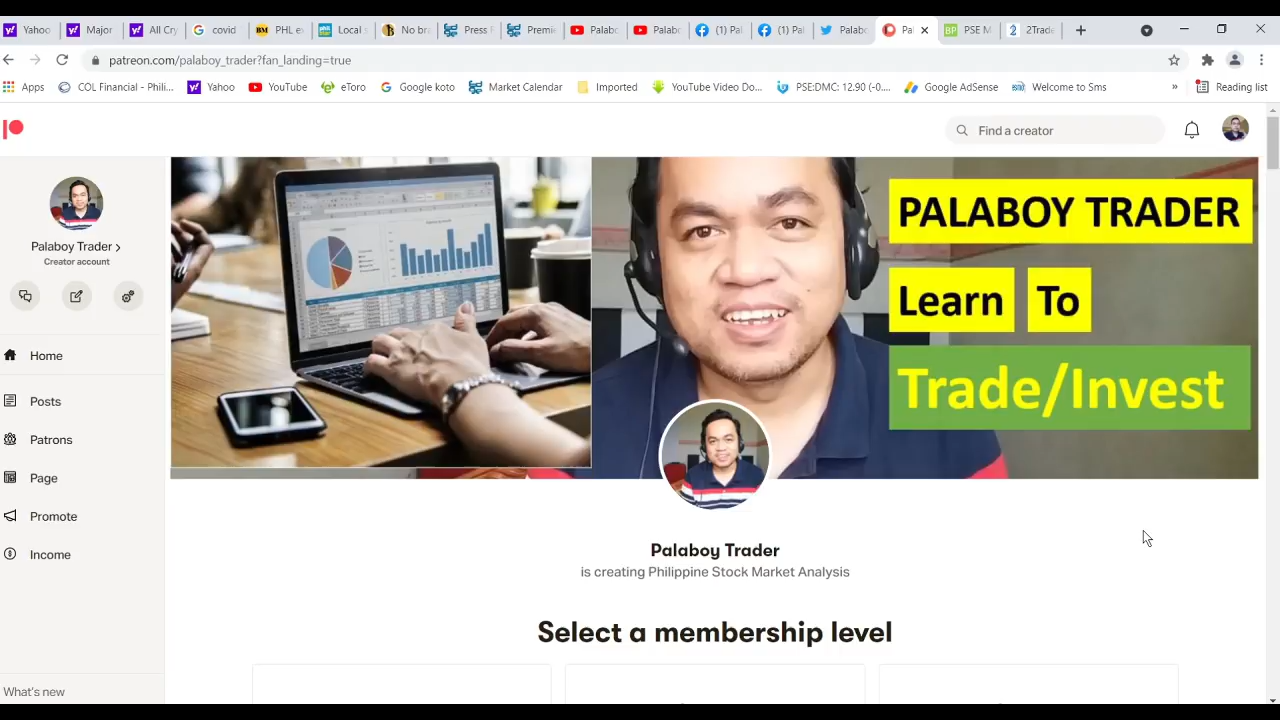 Yahoo
Major
All Cry
covid
PHL e
Local
No bra
Press
Premie
Palabo
Palabo
(1) Pal
(1) Pal
Palabo
Pal
PSE M
2Trade
patreon.com/palaboy_trader?fan_landing=true
Apps
COL Financial - Phili...
Yahoo
YouTube
eToro
Google koto
Market Calendar
Imported
YouTube Video Do...
PSE:DMC: 12.90 (-0....
Google AdSense
Welcome to Sms
»
Reading list
Find a creator
Palaboy Trader
Creator account
Home
Posts
Patrons
Page
Promote
Income
What's new
PALABOY TRADER
Learn To
Trade/Invest
Palaboy Trader
is creating Philippine Stock Market Analysis
Select a membership level